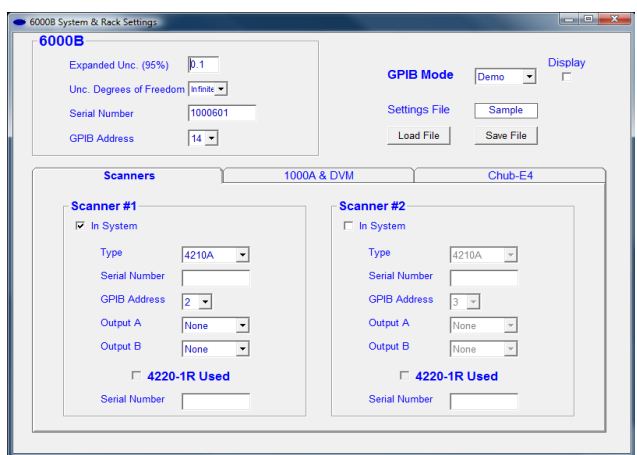 6000B System & Rack Settings
6000B
Expanded Unc. (95%) 0.1
Unc. Degrees of Freedom Infinite
Serial Number 1000601
GPIB Address 14
GPIB Mode Demo
Display
Settings File Sample
Load File Save File
Scanners 1000A & DVM Chub-E4
Scanner #1
In System
Type 4210A
Serial Number
GPIB Address 2
Output A None
Output B None
4220-1R Used
Serial Number
Scanner #2
In System
Type 4210A
Serial Number
GPIB Address 3
Output A None
Output B None
4220-1R Used
Serial Number